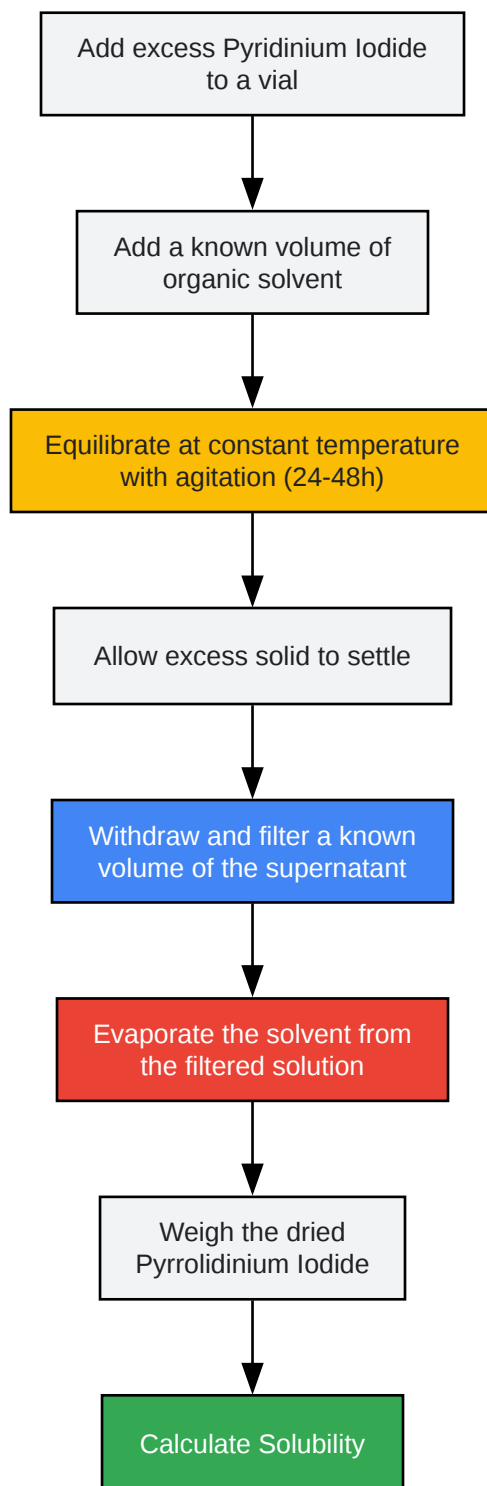 Add excess Pyridinium Iodide
to a vial
Add a known volume of
organic solvent
Equilibrate at constant temperature
with agitation (24-48h)
Allow excess solid to settle
Withdraw and filter a known
volume of the supernatant
Evaporate the solvent from
the filtered solution
Weigh the dried
Pyrrolidinium Iodide
Calculate Solubility